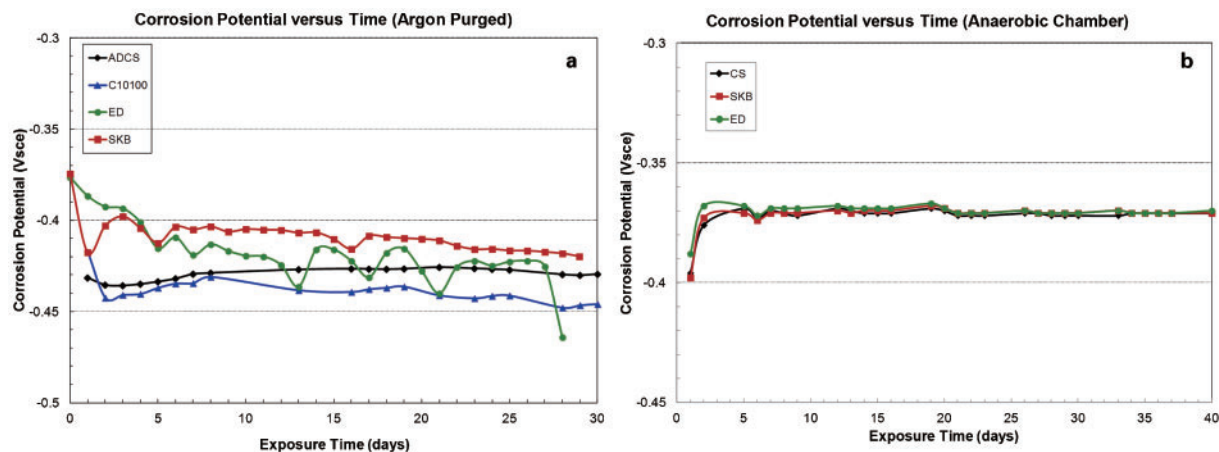 Corrosion Potential versus Time (Argon Purged)
a
ADCS
C10100
ED
SKB
Corrosion Potential (Vsce)
-0.3
-0.35
-0.4
-0.45
-0.5
0 5 10 15 20 25 30
Exposure Time (days)
Corrosion Potential versus Time (Anaerobic Chamber)
b
CS
SKB
ED
Corrosion Potential (Vsce)
-0.3
-0.35
-0.4
-0.45
0 5 10 15 20 25 30 35 40
Exposure Time (days)